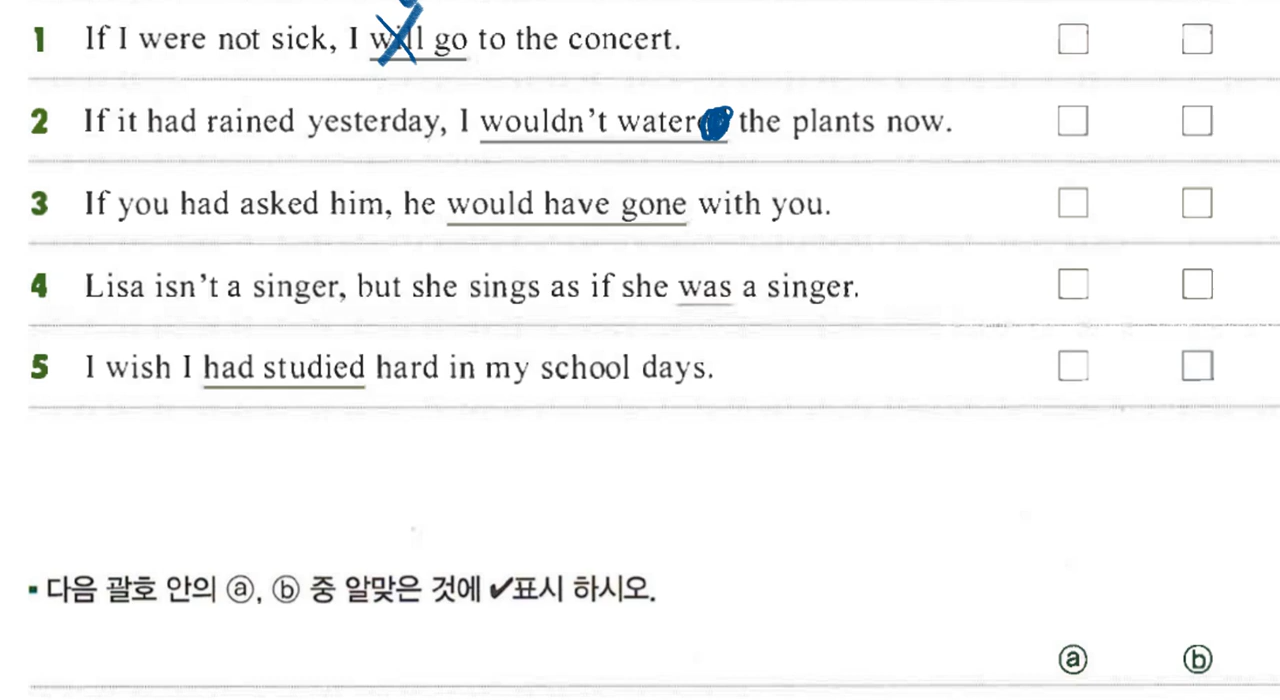 1 If I were not sick, I will go to the concert.
2 If it had rained yesterday, I wouldn't water the plants now.
3 If you had asked him, he would have gone with you.
4 Lisa isn't a singer, but she sings as if she was a singer.
5 I wish I had studied hard in my school days.
▪ 다음 괄호 안의 ⓐ, ⓑ 중 알맞은 것에 ✔표시 하시오.
ⓐ ⓑ